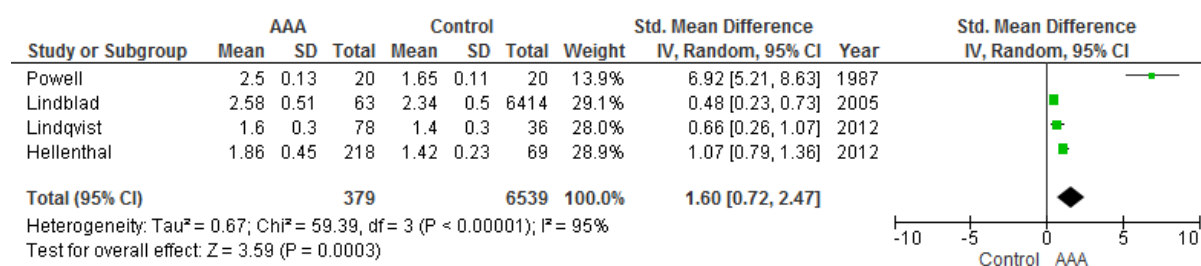 AAA Control Std. Mean Difference Std. Mean Difference
Study or Subgroup Mean SD Total Mean SD Total Weight IV, Random, 95% CI Year IV, Random, 95% CI
Powell 2.5 0.13 20 1.65 0.11 20 13.9% 6.92 [5.21, 8.63] 1987
Lindblad 2.58 0.51 63 2.34 0.5 6414 29.1% 0.48 [0.23, 0.73] 2005
Lindqvist 1.6 0.3 78 1.4 0.3 36 28.0% 0.66 [0.26, 1.07] 2012
Hellenthal 1.86 0.45 218 1.42 0.23 69 28.9% 1.07 [0.79, 1.36] 2012
Total (95% CI) 379 6539 100.0% 1.60 [0.72, 2.47]
Heterogeneity: Tau² = 0.67; Chi² = 59.39, df = 3 (P < 0.00001); I² = 95%
Test for overall effect: Z = 3.59 (P = 0.0003)
-10 -5 0 5 10
Control AAA